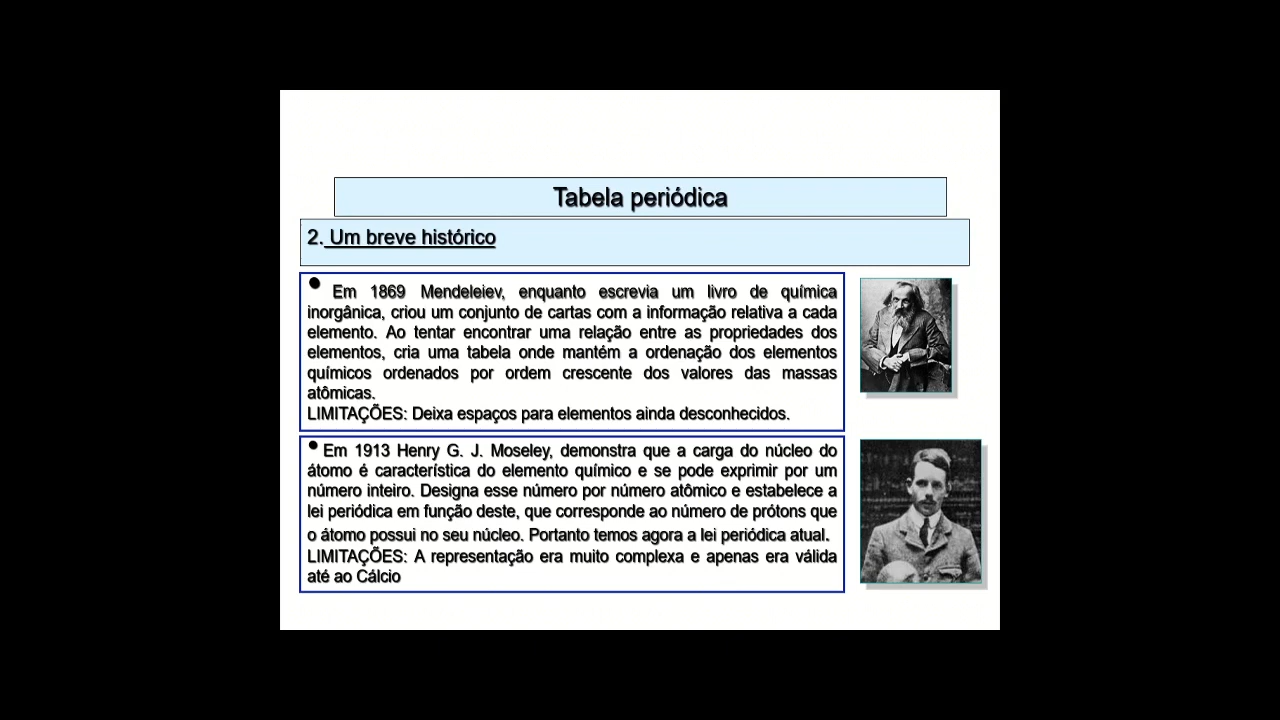 Tabela periódica
2. Um breve histórico
• Em 1869 Mendeleiev, enquanto escrevia um livro de química
inorgânica, criou um conjunto de cartas com a informação relativa a cada
elemento. Ao tentar encontrar uma relação entre as propriedades dos
elementos, cria uma tabela onde mantém a ordenação dos elementos
químicos ordenados por ordem crescente dos valores das massas
atômicas.
LIMITAÇÕES: Deixa espaços para elementos ainda desconhecidos.
• Em 1913 Henry G. J. Moseley, demonstra que a carga do núcleo do
átomo é característica do elemento químico e se pode exprimir por um
número inteiro. Designa esse número por número atômico e estabelece a
lei periódica em função deste, que corresponde ao número de prótons que
o átomo possui no seu núcleo. Portanto temos agora a lei periódica atual.
LIMITAÇÕES: A representação era muito complexa e apenas era válida
até ao Cálcio